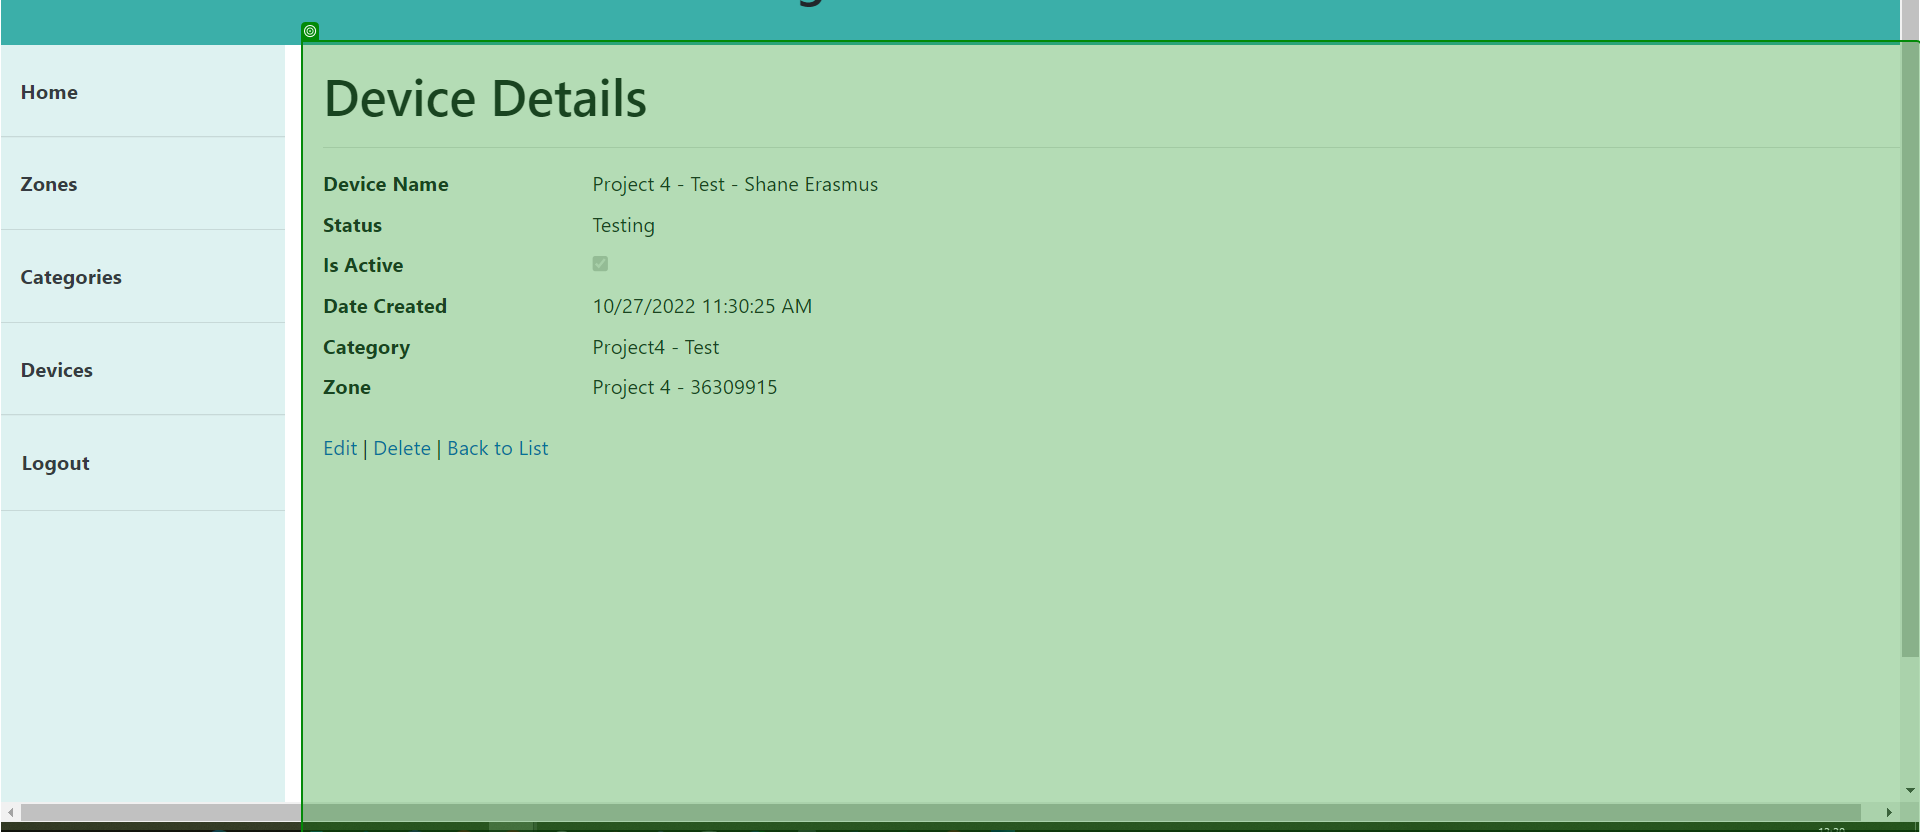 Home
Zones
Categories
Devices
Logout
Device Details
Device Name Project 4 - Test - Shane Erasmus
Status Testing
Is Active
Date Created 10/27/2022 11:30:25 AM
Category Project4 - Test
Zone Project 4 - 36309915
Edit | Delete | Back to List